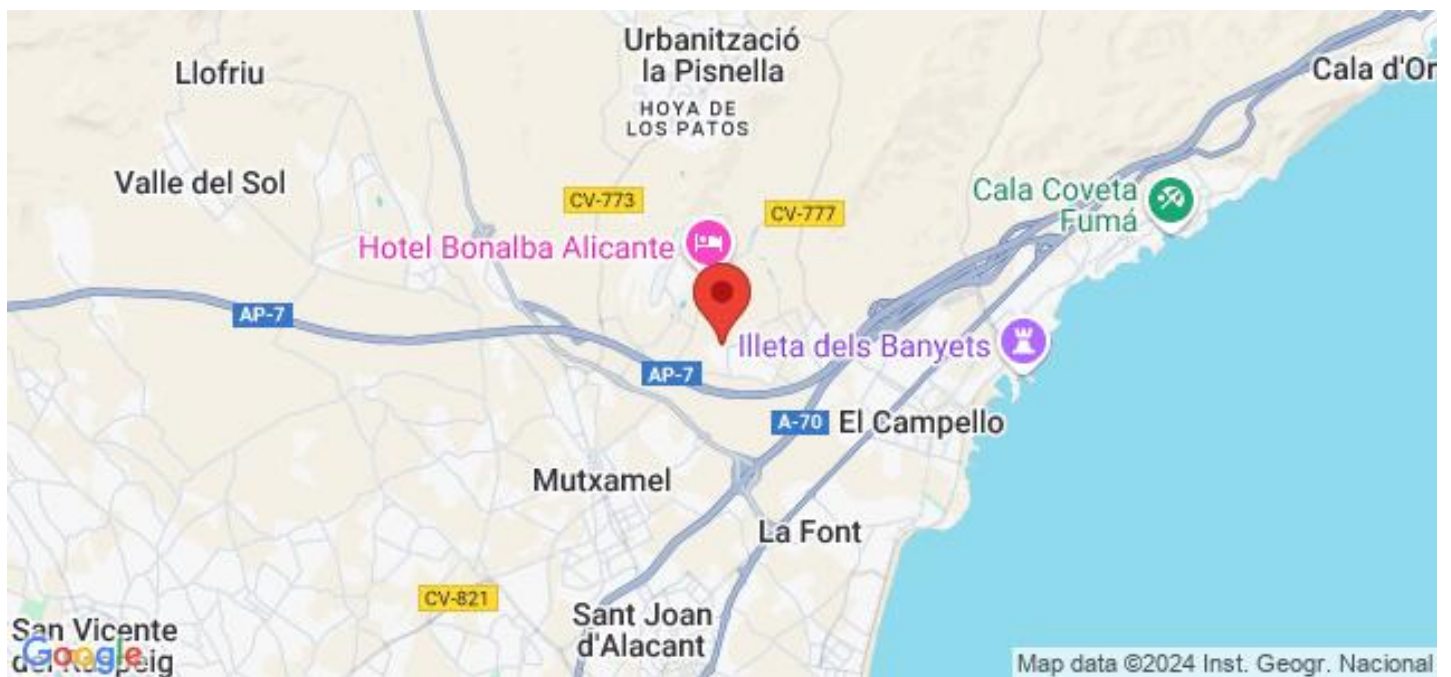 Urbanització
la Pisnella
Llofriu
Cala d'Or
HOYA DE
LOS PATOS
Valle del Sol
CV-773
CV-777
Cala Coveta
Fumá
Hotel Bonalba Alicante
AP-7
Illeta dels Banyets
AP-7
A-70
El Campello
Mutxamel
La Font
CV-821
Sant Joan
d'Alacant
San Vicente
del Raspeig
Google
Map data ©2024 Inst. Geogr. Nacional